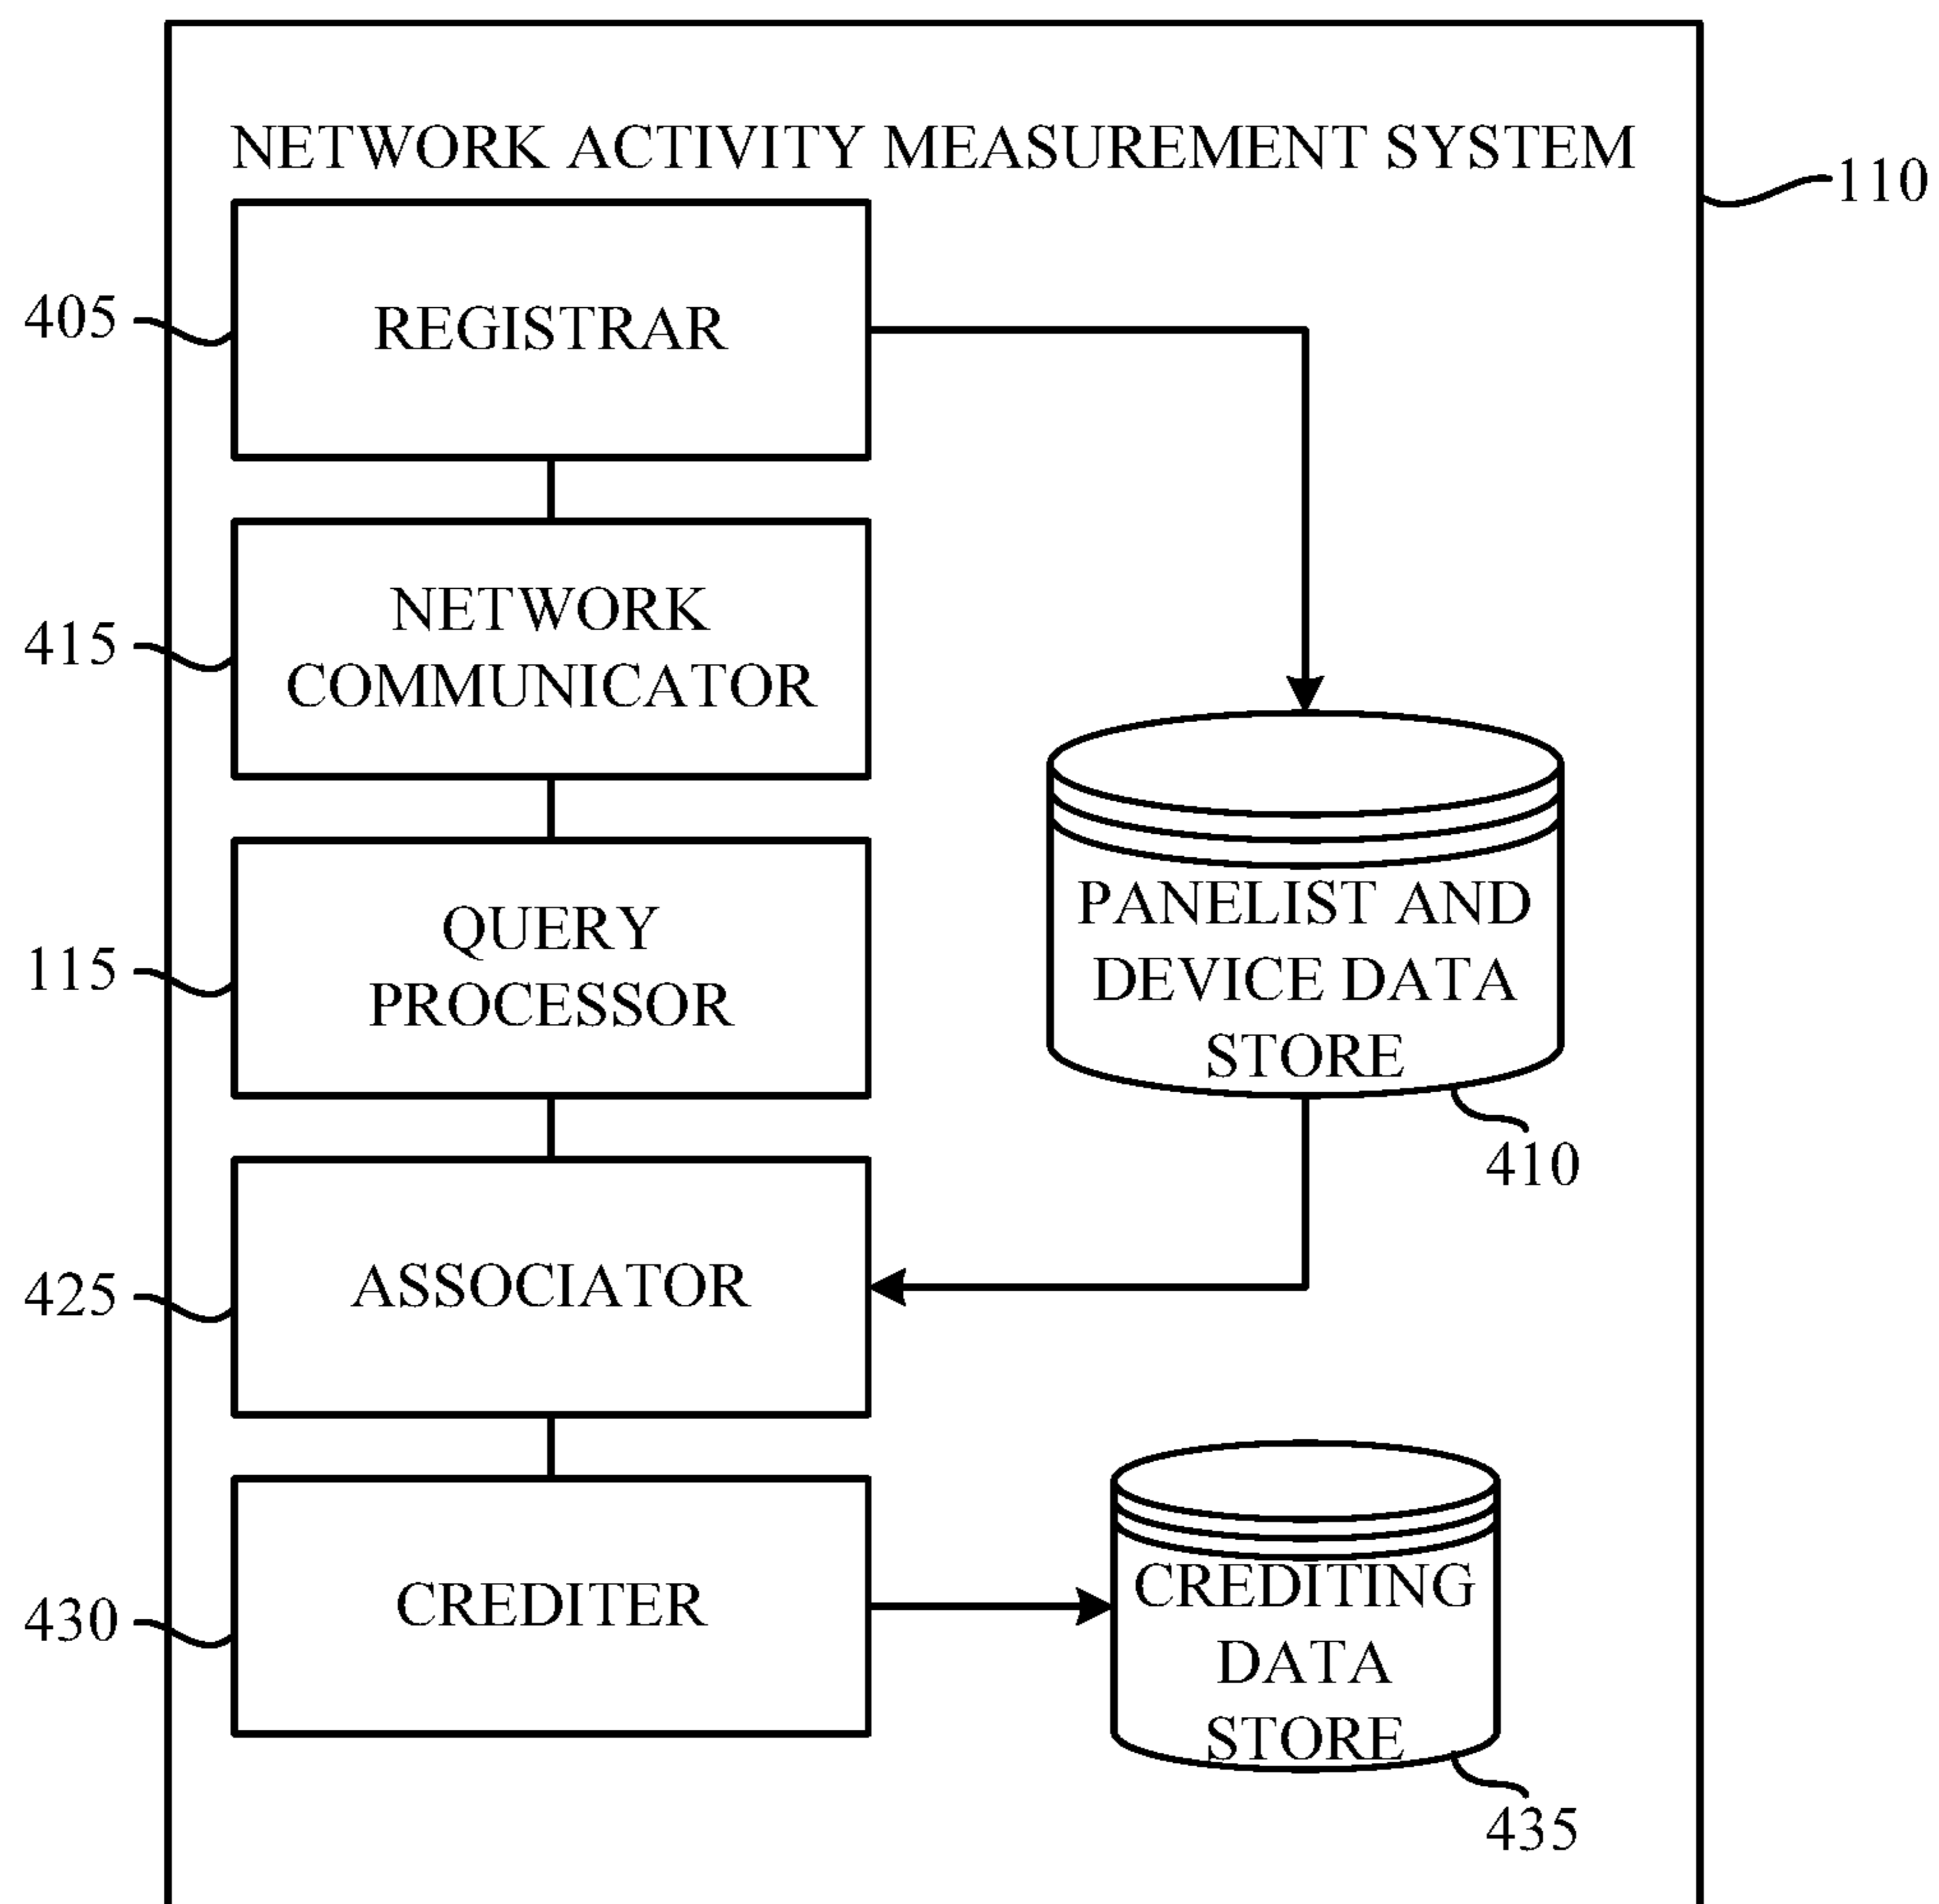 NETWORK ACTIVITY MEASUREMENT SYSTEM
110
405
REGISTRAR
415
NETWORK
COMMUNICATOR
115
QUERY
PROCESSOR
PANELIST AND
DEVICE DATA
STORE
410
425
ASSOCIATOR
430
CREDITER
CREDITING
DATA
STORE
435